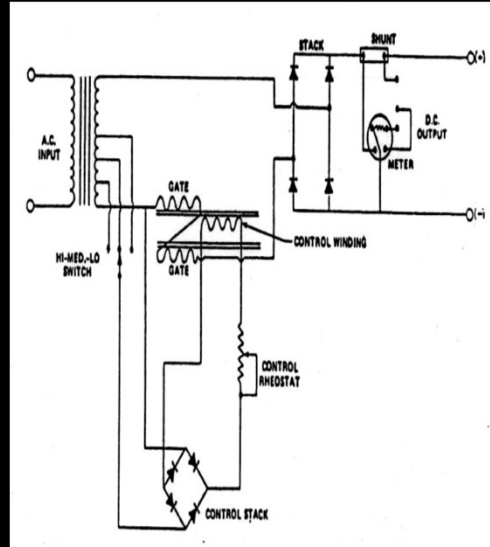 STACK
SHUNT
(+)
A.C.
INPUT
D.C.
OUTPUT
METER
GATE
(-)
CONTROL WINDING
HI-MED.-LO
SWITCH
GATE
CONTROL
RHEOSTAT
CONTROL STACK